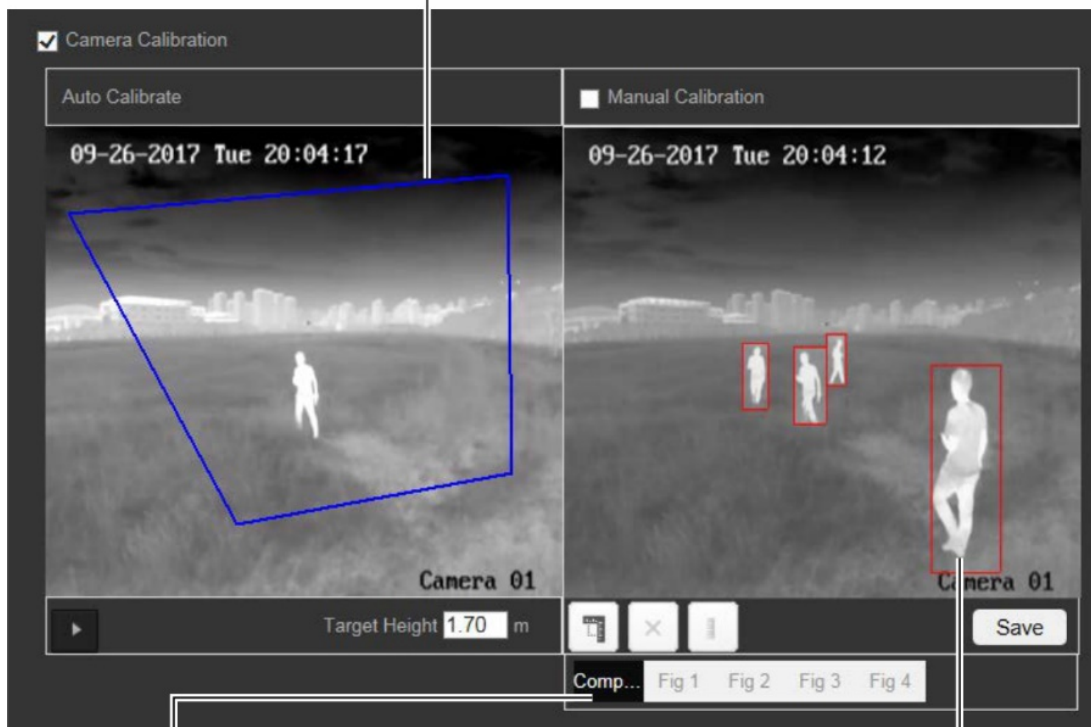 Camera Calibration
Auto Calibrate
Manual Calibration
09-26-2017 Tue 20:04:17
09-26-2017 Tue 20:04:12
Camera 01
Camera 01
Target Height 1.70 m
Save
Comp... Fig 1 Fig 2 Fig 3 Fig 4